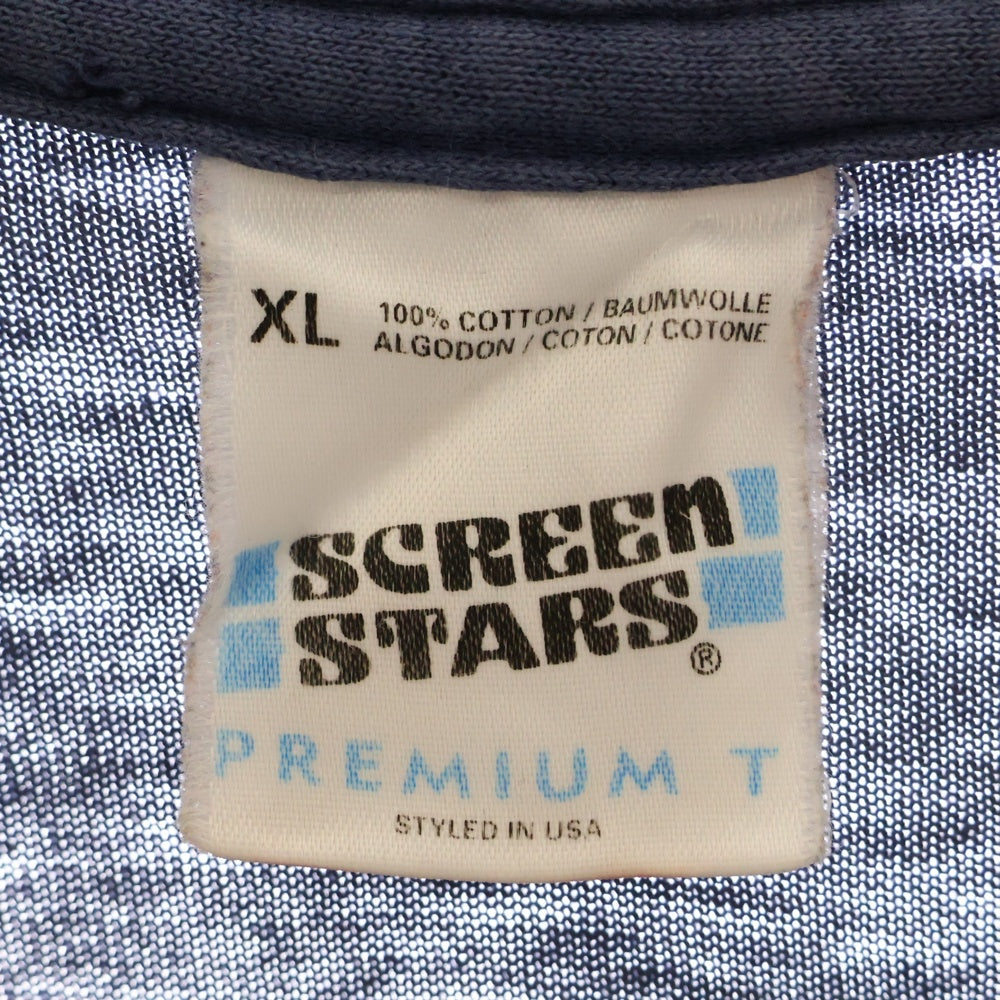 XL
100% COTTON / BAUMWOLLE
ALGODON / COTON / COTONE
SCREEN
STARS®
PREMIUM T
STYLED IN USA